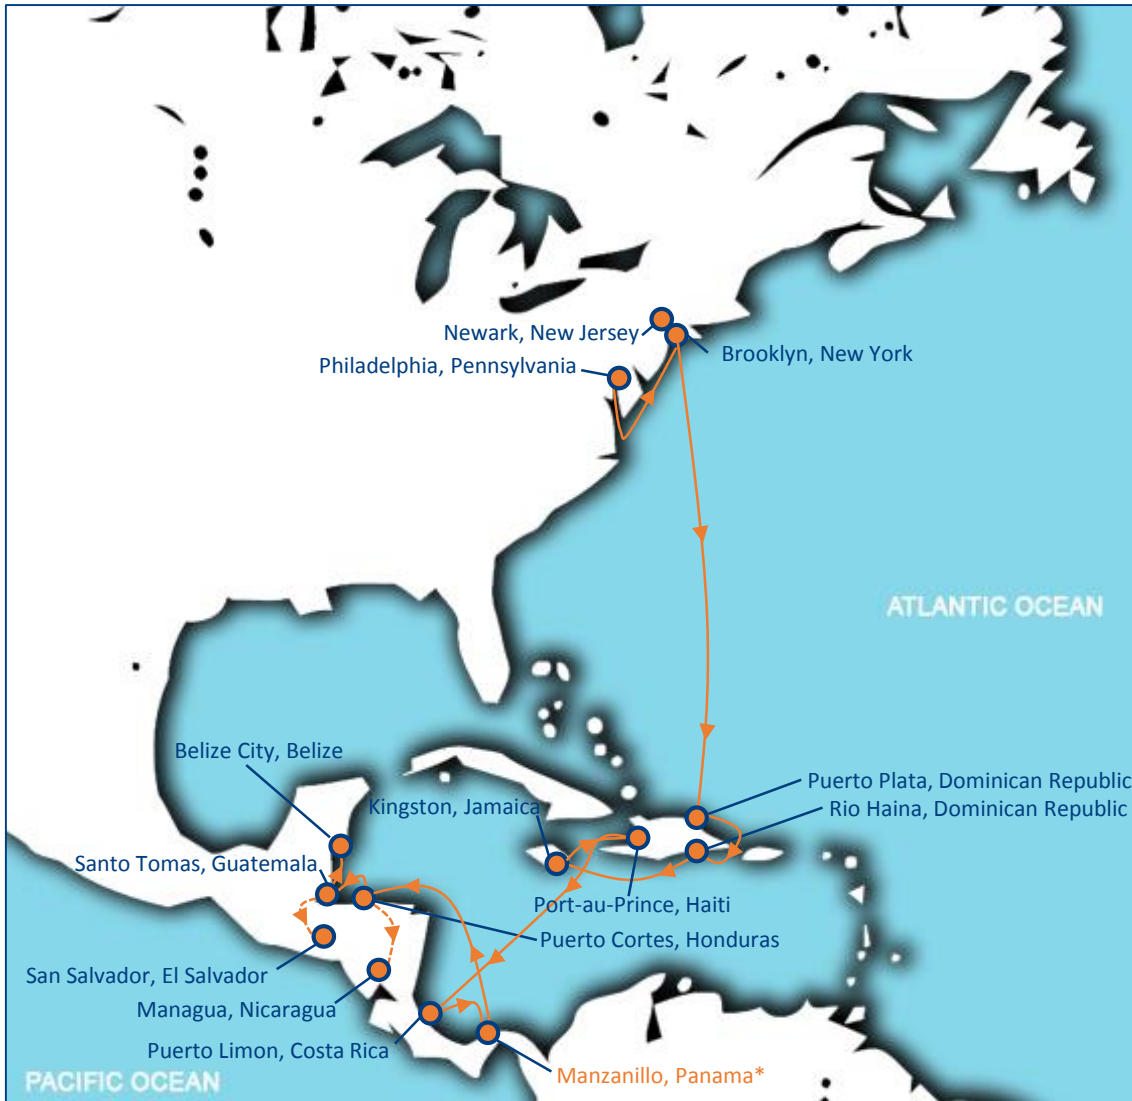 Newark, New Jersey
Brooklyn, New York
Philadelphia, Pennsylvania
ATLANTIC OCEAN
Belize City, Belize
Puerto Plata, Dominican Republic
Kingston, Jamaica
Rio Haina, Dominican Republic
Santo Tomas, Guatemala
Port-au-Prince, Haiti
Puerto Cortes, Honduras
San Salvador, El Salvador
Managua, Nicaragua
Puerto Limon, Costa Rica
Manzanillo, Panama*
PACIFIC OCEAN